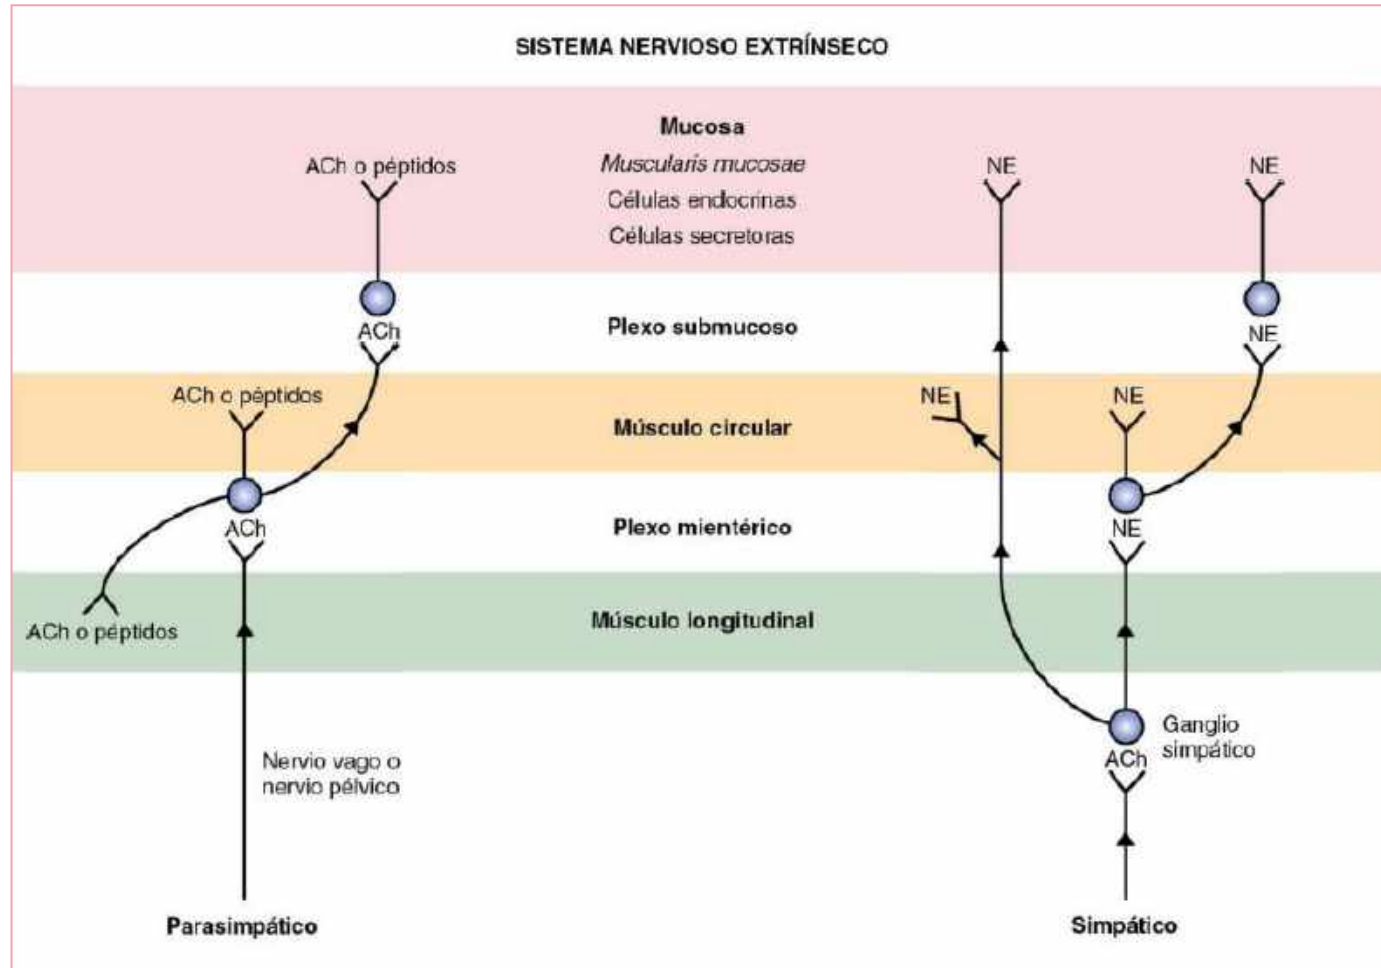 SISTEMA NERVIOSO EXTRÍNSECO
Mucosa
ACh o péptidos
Muscularis mucosae
NE
NE
Células endocrinas
Células secretoras
ACh
Plexo submucoso
NE
ACh o péptidos
NE
NE
Músculo circular
ACh
Plexo mientérico
NE
ACh o péptidos
Músculo longitudinal
Ganglio
simpático
ACh
Nervio vago o
nervio pélvico
Parasimpático
Simpático